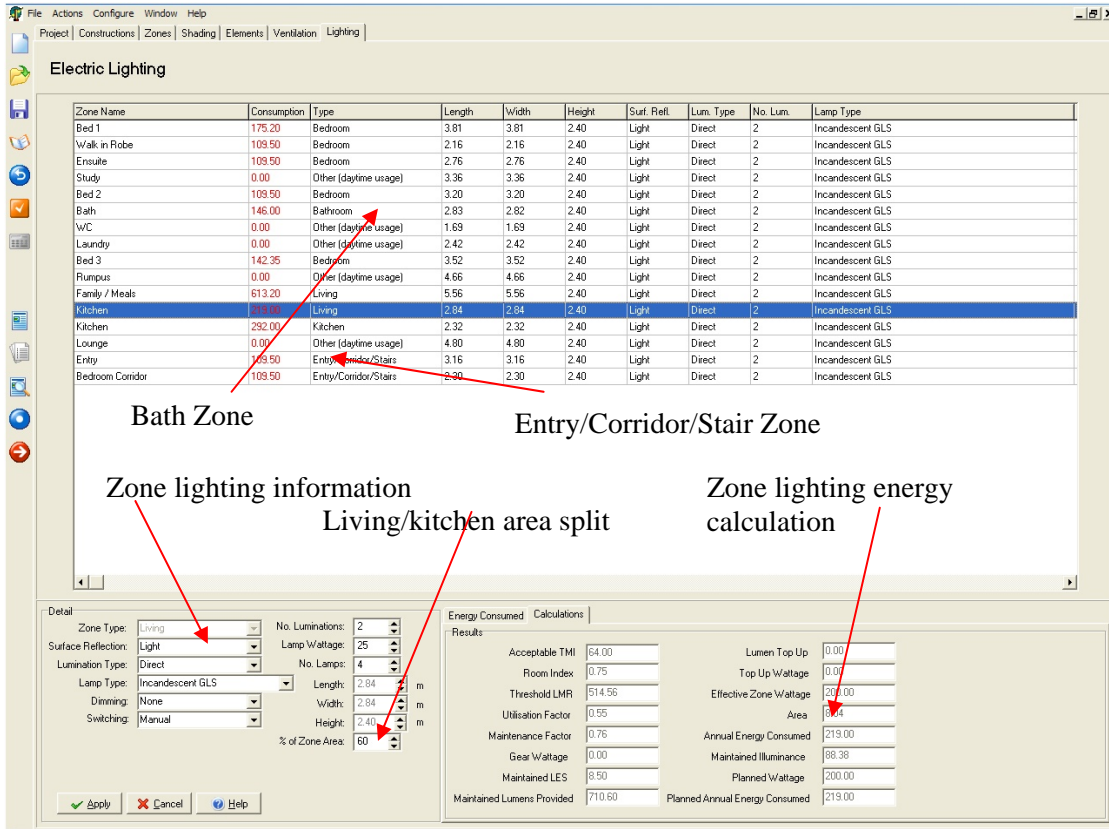 File Actions Configure Window Help
Project Constructions Zones Shading Elements Ventilation Lighting
Electric Lighting
Zone Name Consumption Type Length Width Height Surf. Refl. Lum. Type No. Lum. Lamp Type
Bed 1 175.20 Bedroom 3.81 3.81 2.40 Light Direct 2 Incandescent GLS
Walk in Robe 109.50 Bedroom 2.16 2.16 2.40 Light Direct 2 Incandescent GLS
Ensuite 109.50 Bedroom 2.76 2.76 2.40 Light Direct 2 Incandescent GLS
Study 0.00 Other (daytime usage) 3.36 3.36 2.40 Light Direct 2 Incandescent GLS
Bed 2 109.50 Bedroom 3.20 3.20 2.40 Light Direct 2 Incandescent GLS
Bath 146.00 Bathroom 2.83 2.82 2.40 Light Direct 2 Incandescent GLS
WC 0.00 Other (daytime usage) 1.69 1.69 2.40 Light Direct 2 Incandescent GLS
Laundry 0.00 Other (daytime usage) 2.42 2.42 2.40 Light Direct 2 Incandescent GLS
Bed 3 142.35 Bedroom 3.52 3.52 2.40 Light Direct 2 Incandescent GLS
Rumpus 0.00 Other (daytime usage) 4.66 4.66 2.40 Light Direct 2 Incandescent GLS
Family / Meals 613.20 Living 5.56 5.56 2.40 Light Direct 2 Incandescent GLS
Kitchen 219.00 Living 2.84 2.84 2.40 Light Direct 2 Incandescent GLS
Kitchen 292.00 Kitchen 2.32 2.32 2.40 Light Direct 2 Incandescent GLS
Lounge 0.00 Other (daytime usage) 4.80 4.80 2.40 Light Direct 2 Incandescent GLS
Entry 109.50 Entry/Corridor/Stairs 3.16 3.16 2.40 Light Direct 2 Incandescent GLS
Bedroom Corridor 109.50 Entry/Corridor/Stairs 2.30 2.30 2.40 Light Direct 2 Incandescent GLS
Bath Zone
Entry/Corridor/Stair Zone
Zone lighting information
Living/kitchen area split
Zone lighting energy
calculation
Detail
Zone Type: Living
Surface Reflection: Light
Lumination Type: Direct
Lamp Type: Incandescent GLS
Dimming: None
Switching: Manual
No. Luminations: 2
Lamp Wattage: 25
No. Lamps: 4
Length: 2.84 m
Width: 2.84 m
Height: 2.40 m
% of Zone Area: 60
Apply Cancel Help
Energy Consumed Calculations
Results
Acceptable TMI 64.00
Room Index 0.75
Threshold LMR 514.56
Utilisation Factor 0.55
Maintenance Factor 0.76
Gear Wattage 0.00
Maintained LES 8.50
Maintained Lumens Provided 710.60
Lumen Top Up 0.00
Top Up Wattage 0.00
Effective Zone Wattage 200.00
Area 8.04
Annual Energy Consumed 219.00
Maintained Illuminance 88.38
Planned Wattage 200.00
Planned Annual Energy Consumed 219.00